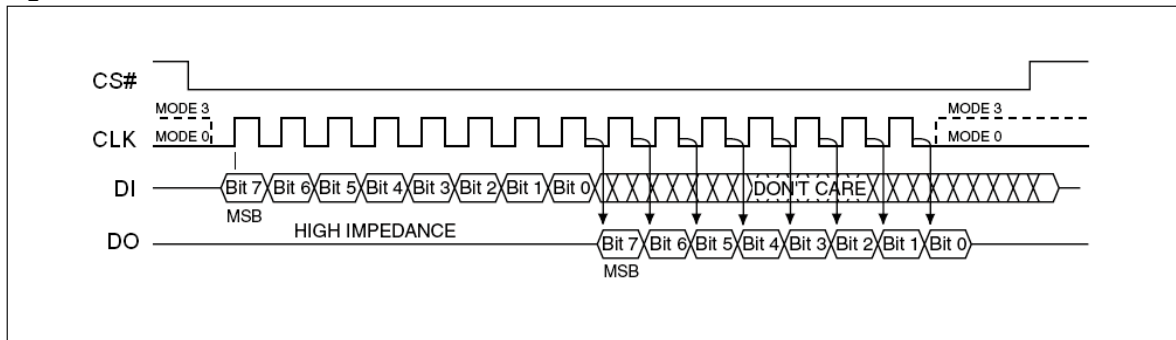 CS#
MODE 3 MODE 3
CLK MODE 0 MODE 0
DI Bit 7 Bit 6 Bit 5 Bit 4 Bit 3 Bit 2 Bit 1 Bit 0 DON'T CARE
MSB
HIGH IMPEDANCE
DO Bit 7 Bit 6 Bit 5 Bit 4 Bit 3 Bit 2 Bit 1 Bit 0
MSB